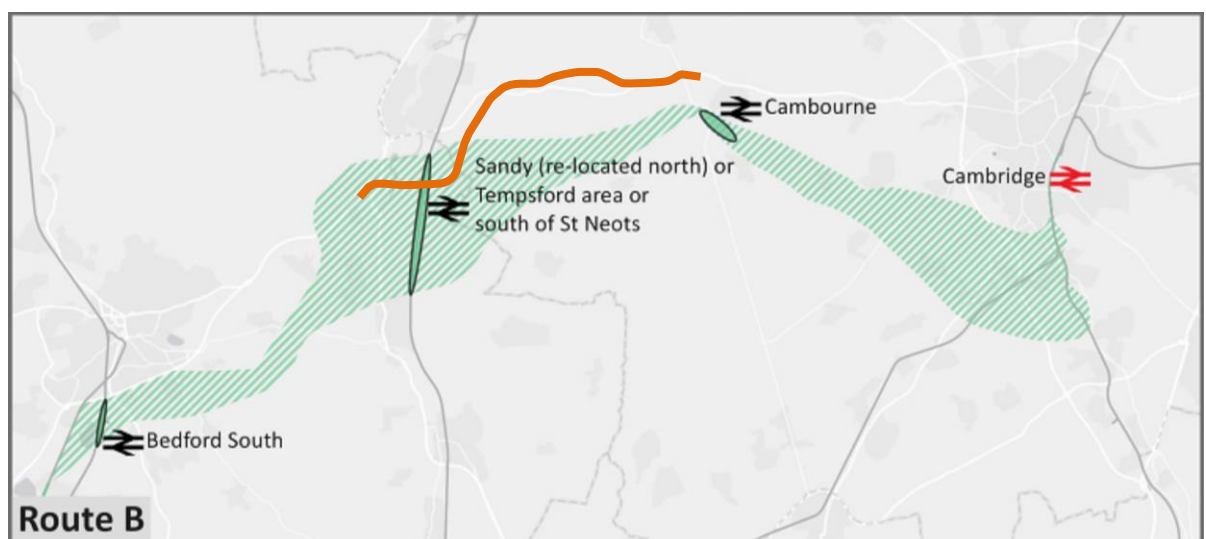 Cambourne
Sandy (re-located north) or
Tempsford area or
south of St Neots
Cambridge
Bedford South
Route B